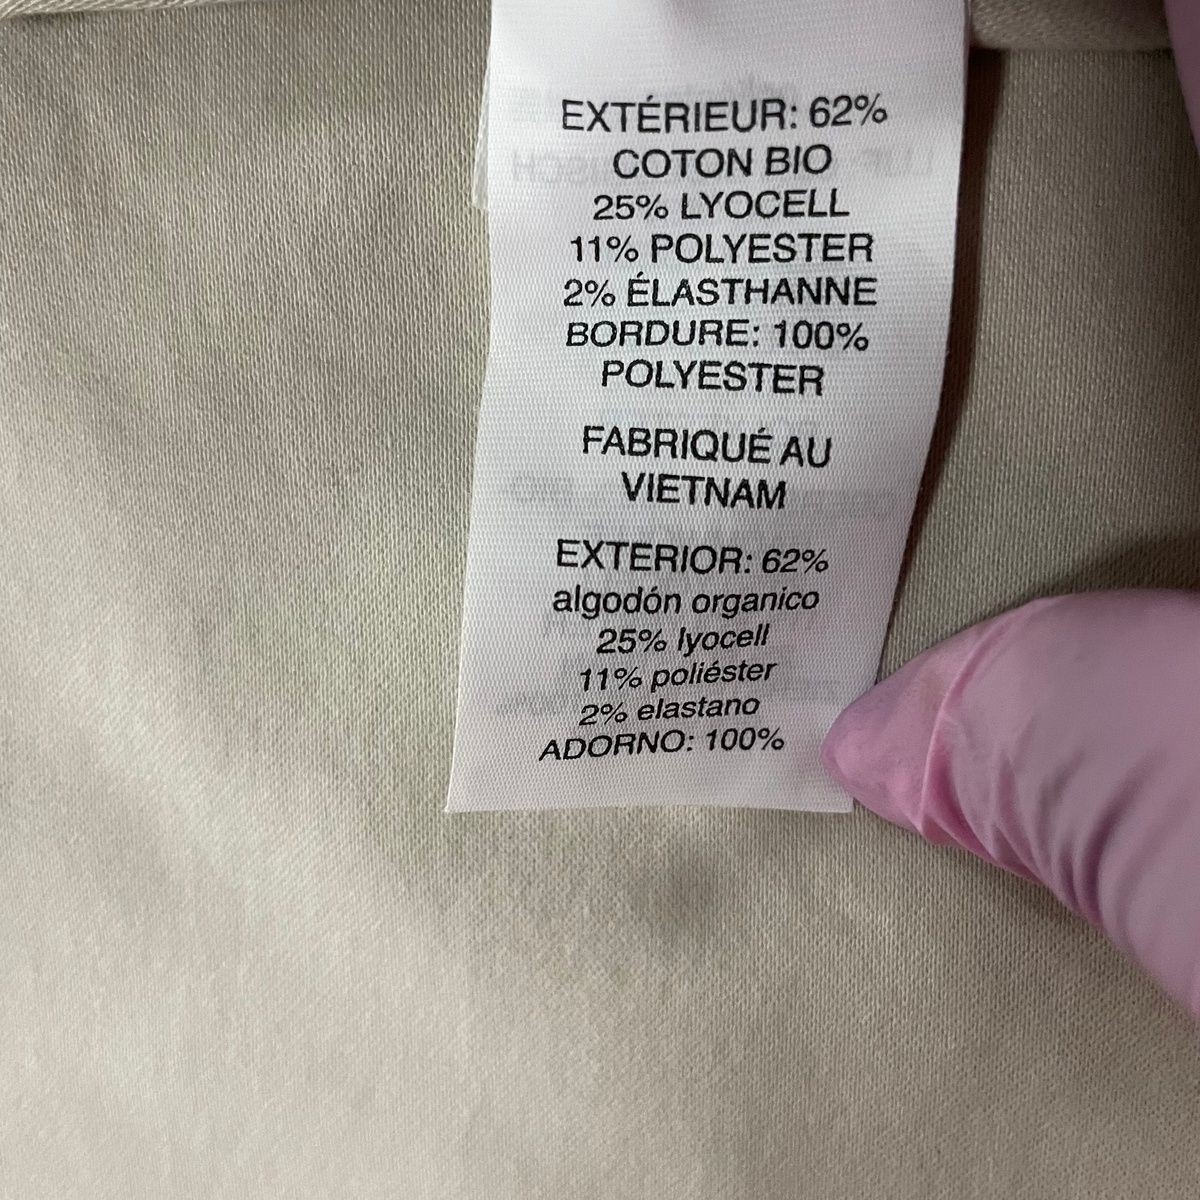 EXTÉRIEUR: 62%
COTON BIO
25% LYOCELL
11% POLYESTER
2% ÉLASTHANNE
BORDURE: 100%
POLYESTER
FABRIQUÉ AU
VIETNAM
EXTERIOR: 62%
algodón organico
25% lyocell
11% poliéster
2% elastano
ADORNO: 100%